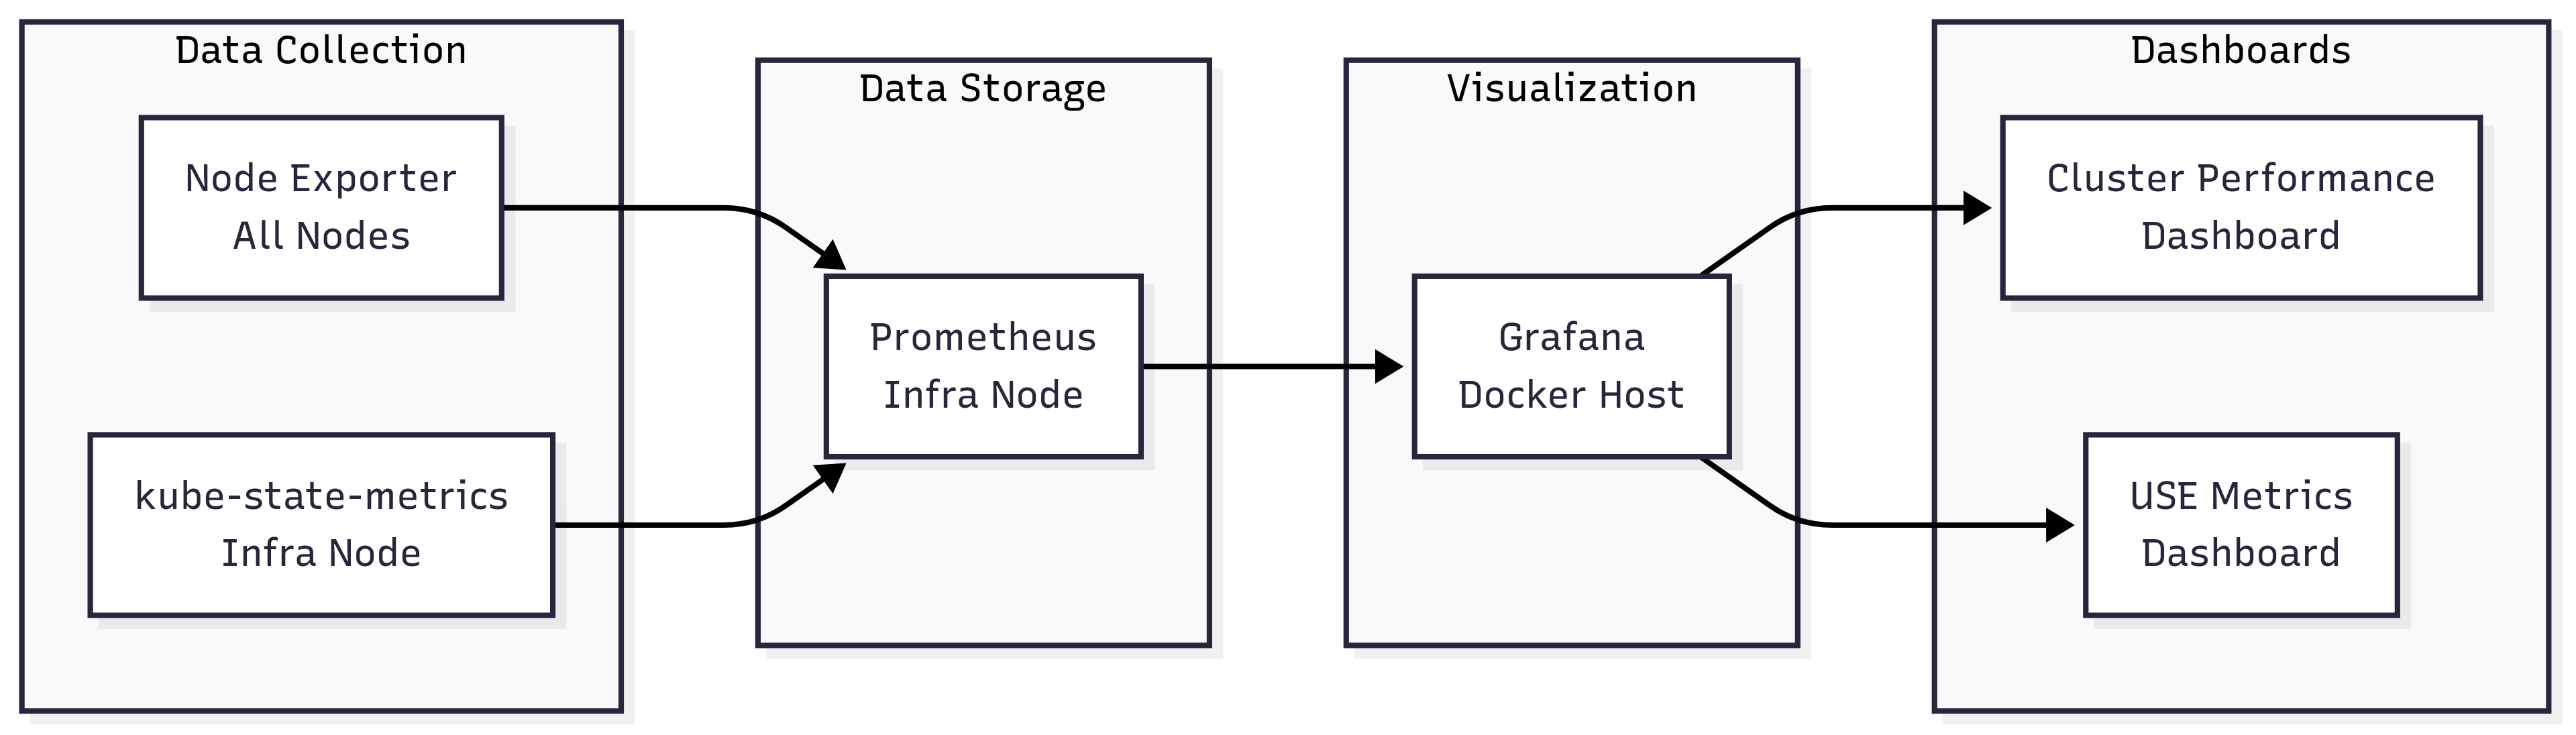 Data Collection
Node Exporter
All Nodes
kube-state-metrics
Infra Node
Data Storage
Prometheus
Infra Node
Visualization
Grafana
Docker Host
Dashboards
Cluster Performance
Dashboard
USE Metrics
Dashboard